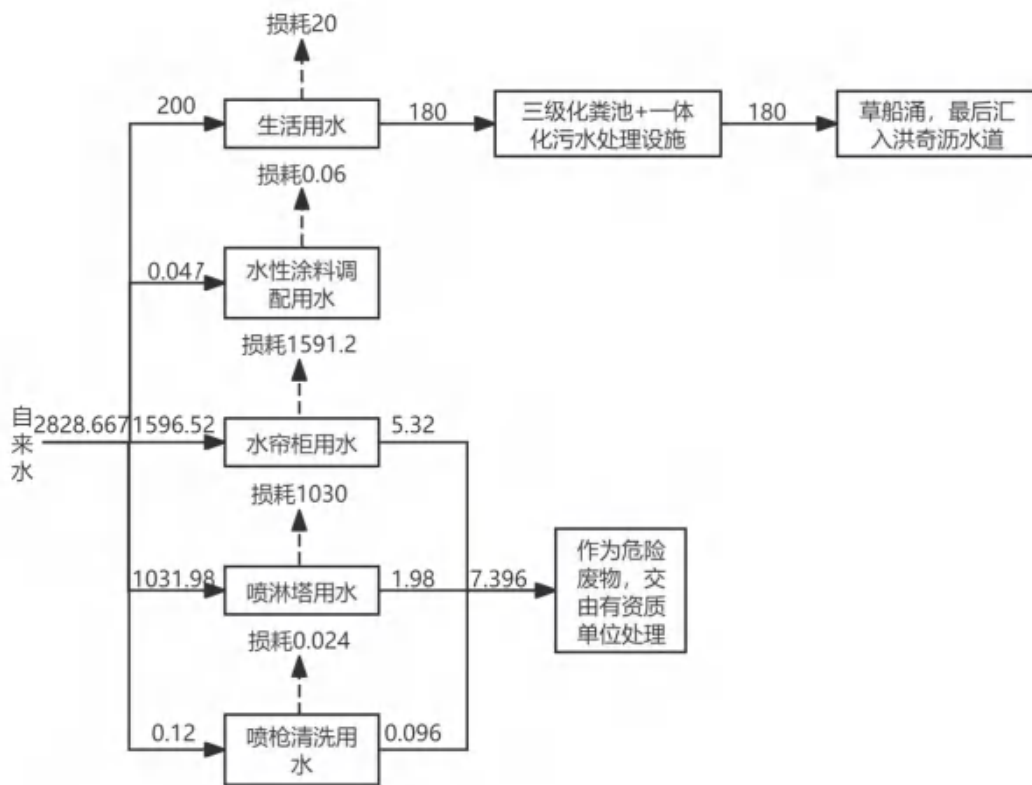 损耗20
200
生活用水
180
三级化粪池+一体
化污水处理设施
180
草船涌，最后汇
入洪奇沥水道
损耗0.06
0.047
水性涂料调
配用水
损耗1591.2
自
来
水
2828.667
1596.52
水帘柜用水
5.32
损耗1030
1031.98
喷淋塔用水
1.98
7.396
作为危险
废物，交
由有资质
单位处理
损耗0.024
0.12
喷枪清洗用
水
0.096